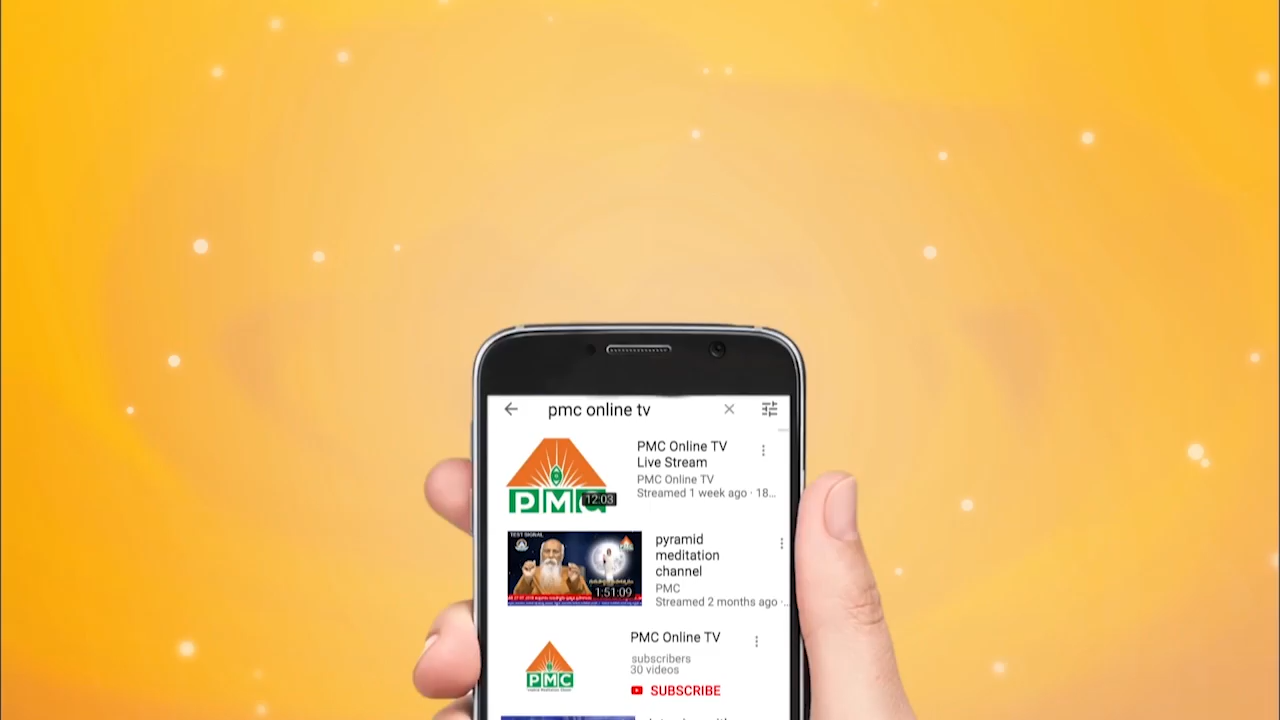 pmc online tv
PMC
12:03
PMC Online TV
Live Stream
PMC Online TV
Streamed 1 week ago · 18...
TEST SIGNAL
1:51:09
pyramid
meditation
channel
PMC
Streamed 2 months ago ·..
PMC
PMC Online TV
subscribers
30 videos
SUBSCRIBE